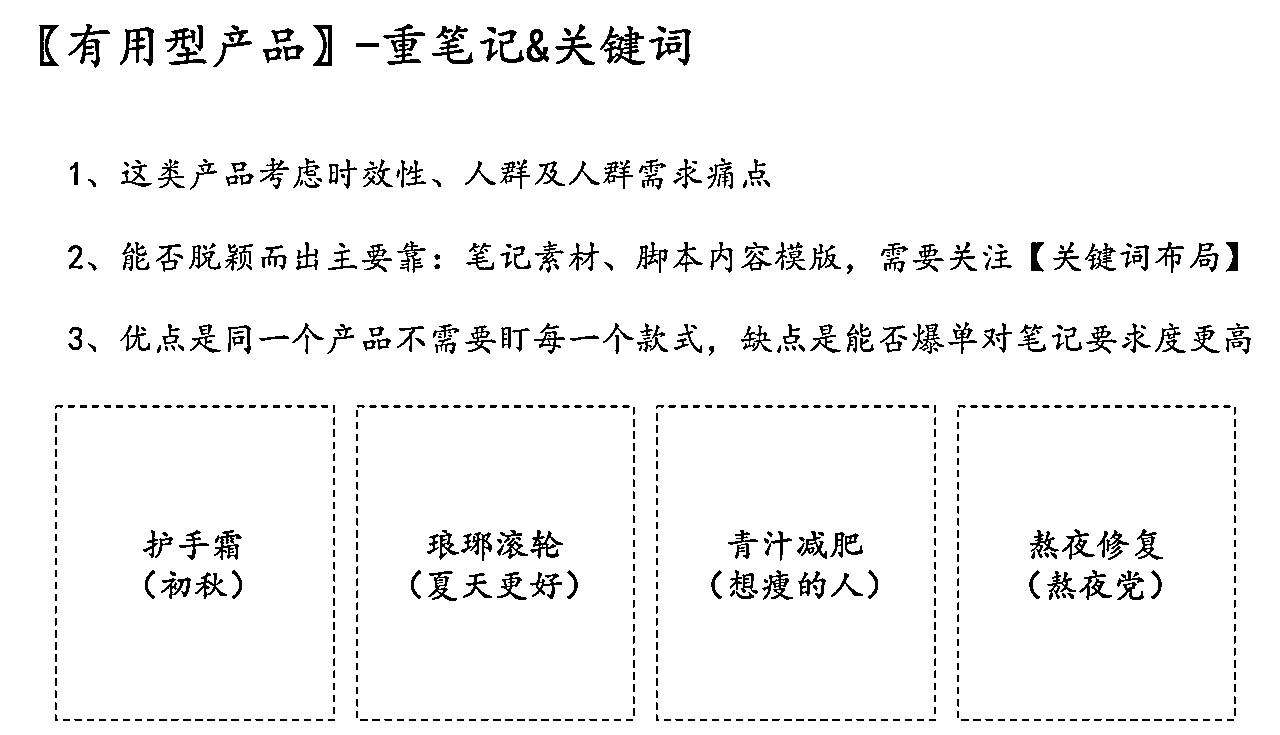 〖有用型产品〗-重笔记&关键词
1、这类产品考虑时效性、人群及人群需求痛点
2、能否脱颖而出主要靠：笔记素材、脚本内容模版，需要关注【关键词布局】
3、优点是同一个产品不需要盯每一个款式，缺点是能否爆单对笔记要求度更高
护手霜
（初秋）
琅琊滚轮
（夏天更好）
青汁减肥
（想瘦的人）
熬夜修复
（熬夜党）